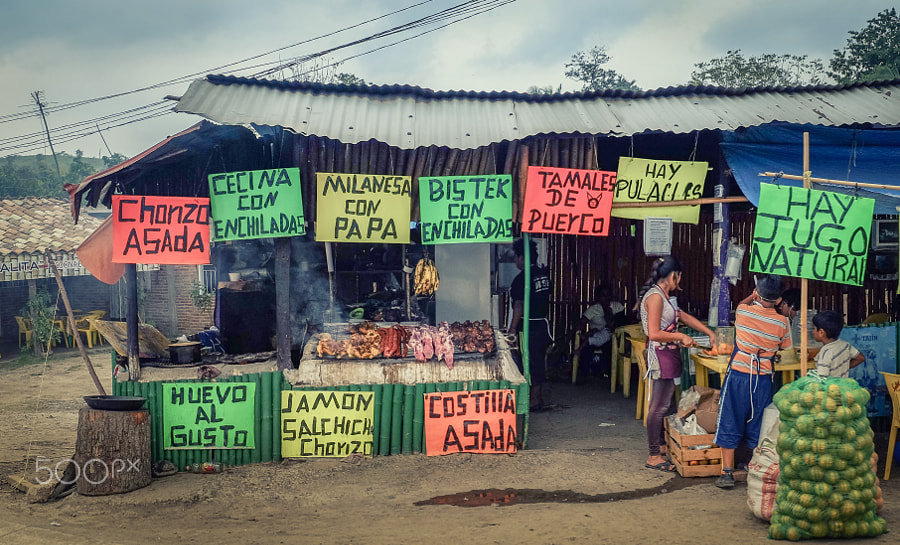 Chorizo
ASADA
CECINA
CON
ENCHILADAS
MILANESA
CON
PAPA
BISTEK
CON
ENCHILADAS
TAMALES
DE
PUERCO
HAY
PULACLES
HAY
JUGO
NATURAL
HUEVO
AL
GUSTO
JAMON
SALCHICHA
Chorizo
COSTILLA
ASADA
500px